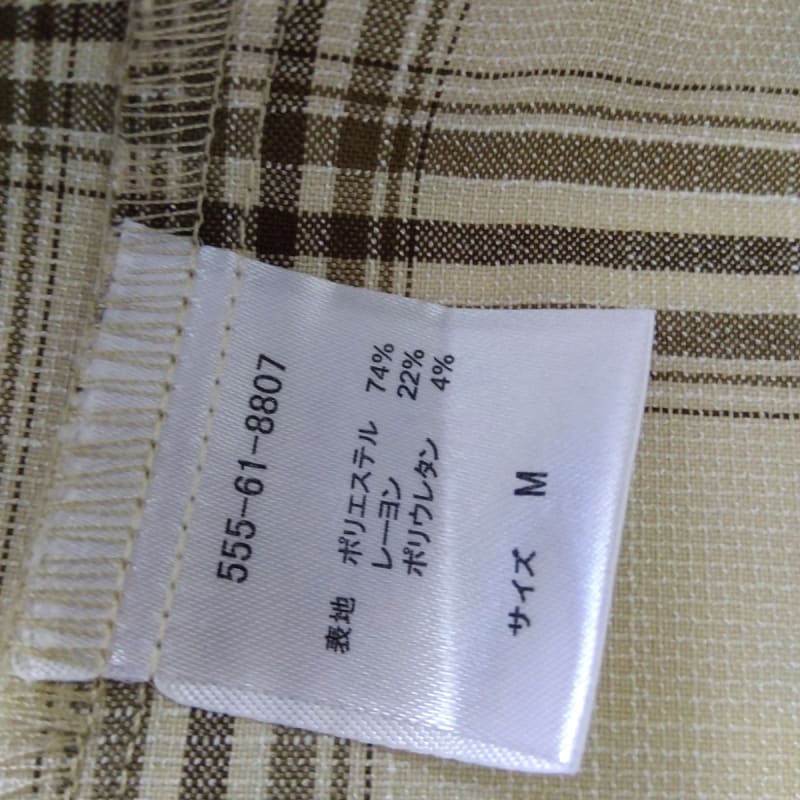 555-61-8807
表地 ポリエステル 74%
レーヨン 22%
ポリウレタン 4%
サイズ M